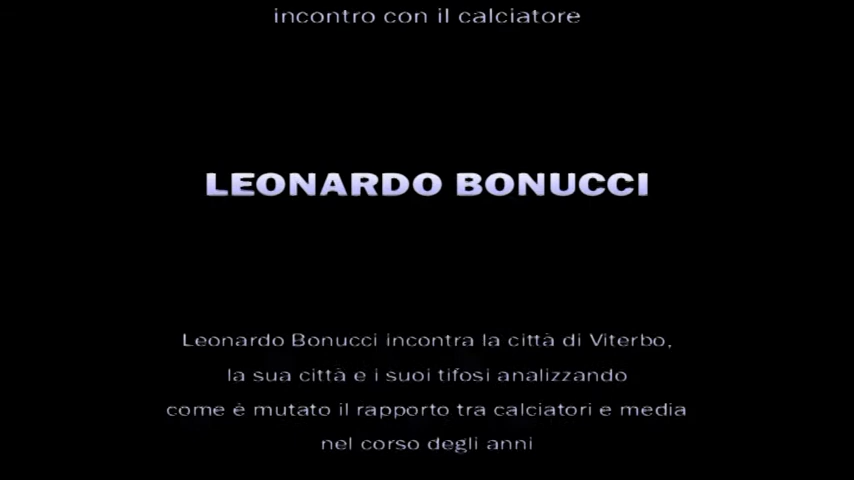 incontro con il calciatore
LEONARDO BONUCCI
Leonardo Bonucci incontra la città di Viterbo,
la sua città e i suoi tifosi analizzando
come è mutato il rapporto tra calciatori e media
nel corso degli anni